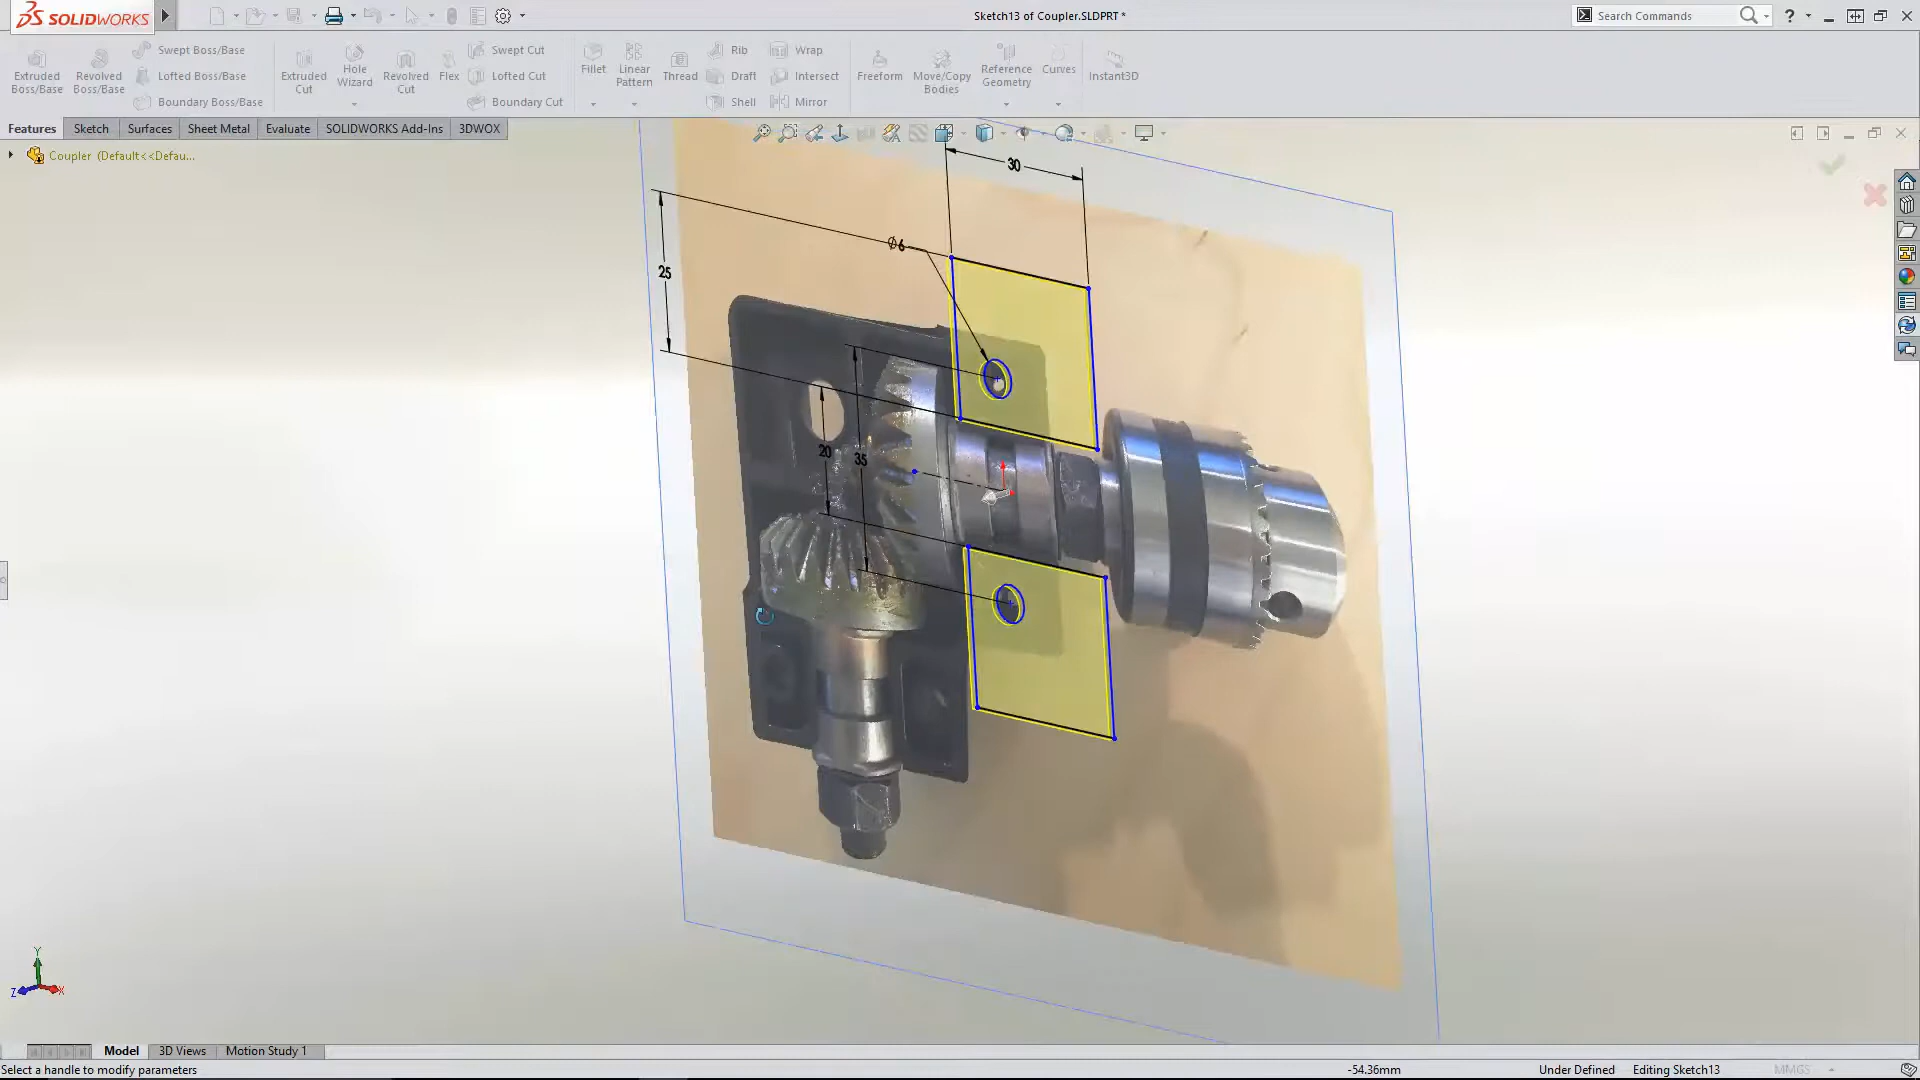 SOLIDWORKS
Sketch13 of Coupler.SLDPRT *
Search Commands
?
Extruded Boss/Base
Revolved Boss/Base
Swept Boss/Base
Lofted Boss/Base
Boundary Boss/Base
Extruded Cut
Hole Wizard
Revolved Cut
Flex
Swept Cut
Lofted Cut
Boundary Cut
Fillet
Linear Pattern
Thread
Rib
Draft
Shell
Wrap
Intersect
Mirror
Freeform
Move/Copy Bodies
Reference Geometry
Curves
Instant3D
Features
Sketch
Surfaces
Sheet Metal
Evaluate
SOLIDWORKS Add-Ins
3DWOX
Coupler (Default<<Defau...
30
∅6
25
20
35
Y
Z
X
Model
3D Views
Motion Study 1
Select a handle to modify parameters
-54.36mm
Under Defined
Editing Sketch13
MMGS